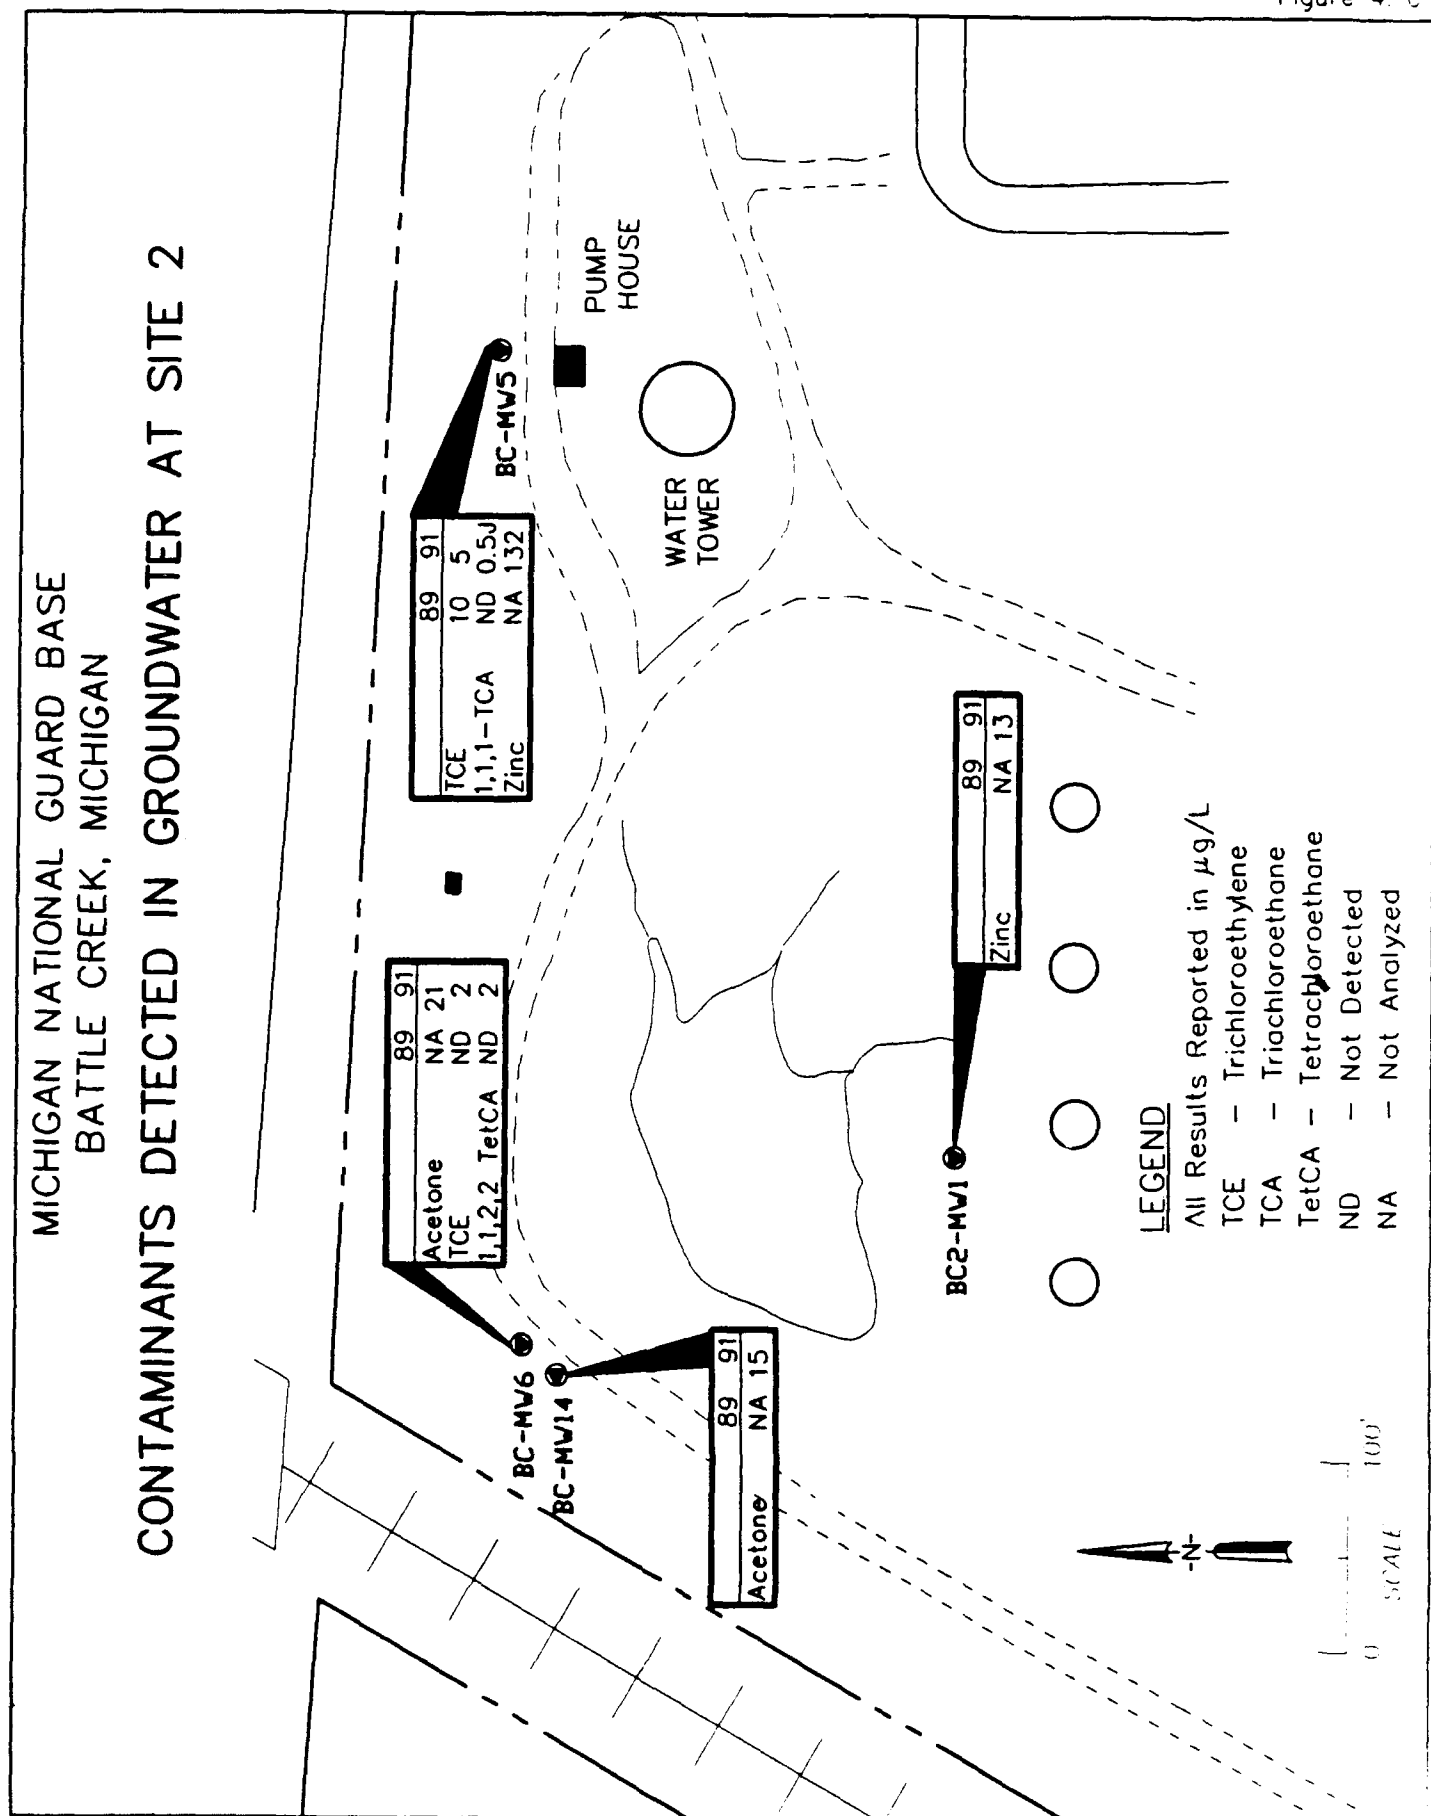 Figure 4.
MICHIGAN NATIONAL GUARD BASE
BATTLE CREEK, MICHIGAN
CONTAMINANTS DETECTED IN GROUNDWATER AT SITE 2
89 91
Acetone NA 21
TCE ND 2
1,1,2,2 TetCA ND 2
BC-MW6
BC-MW14
89 91
Acetone NA 15
89 91
TCE 10 5
1,1,1-TCA ND 0.5J
Zinc NA 132
BC-MW5
PUMP
HOUSE
WATER
TOWER
89 91
Zinc NA 13
BC2-MW1
LEGEND
All Results Reported in µg/L
TCE - Trichloroethylene
TCA - Triachloroethane
TetCA - Tetrachloroethane
ND - Not Detected
NA - Not Analyzed
-N-
0 100'
SCALE